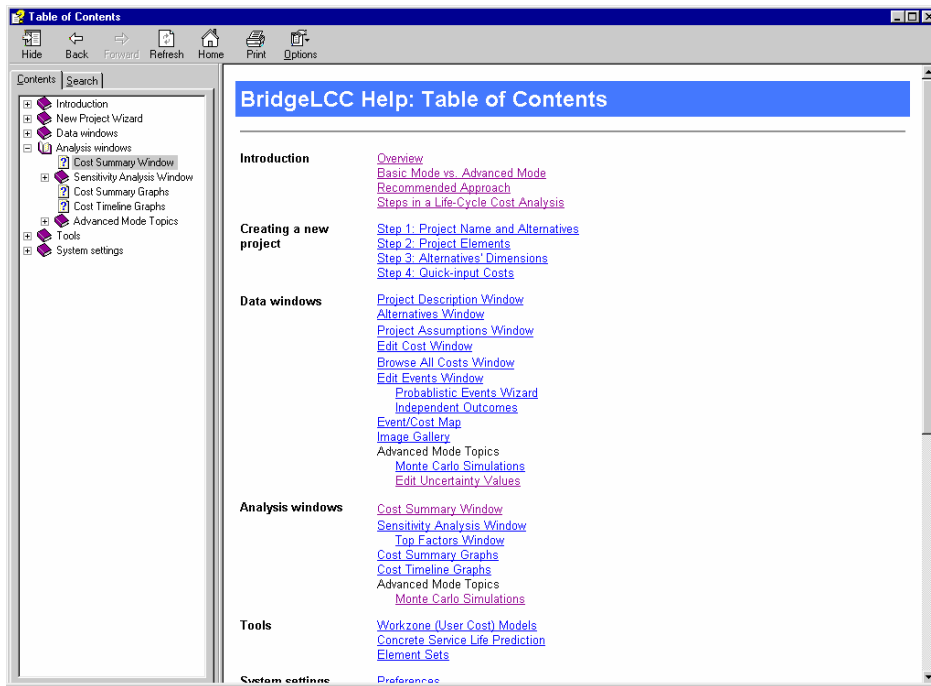 Table of Contents
Hide Back Forward Refresh Home Print Options
Contents Search
Introduction
New Project Wizard
Data windows
Analysis windows
Cost Summary Window
Sensitivity Analysis Window
Cost Summary Graphs
Cost Timeline Graphs
Advanced Mode Topics
Tools
System settings
BridgeLCC Help: Table of Contents
Introduction
Overview
Basic Mode vs. Advanced Mode
Recommended Approach
Steps in a Life-Cycle Cost Analysis
Creating a new
project
Step 1: Project Name and Alternatives
Step 2: Project Elements
Step 3: Alternatives' Dimensions
Step 4: Quick-input Costs
Data windows
Project Description Window
Alternatives Window
Project Assumptions Window
Edit Cost Window
Browse All Costs Window
Edit Events Window
Probablistic Events Wizard
Independent Outcomes
Event/Cost Map
Image Gallery
Advanced Mode Topics
Monte Carlo Simulations
Edit Uncertainty Values
Analysis windows
Cost Summary Window
Sensitivity Analysis Window
Top Factors Window
Cost Summary Graphs
Cost Timeline Graphs
Advanced Mode Topics
Monte Carlo Simulations
Tools
Workzone (User Cost) Models
Concrete Service Life Prediction
Element Sets
System settings
Preferences